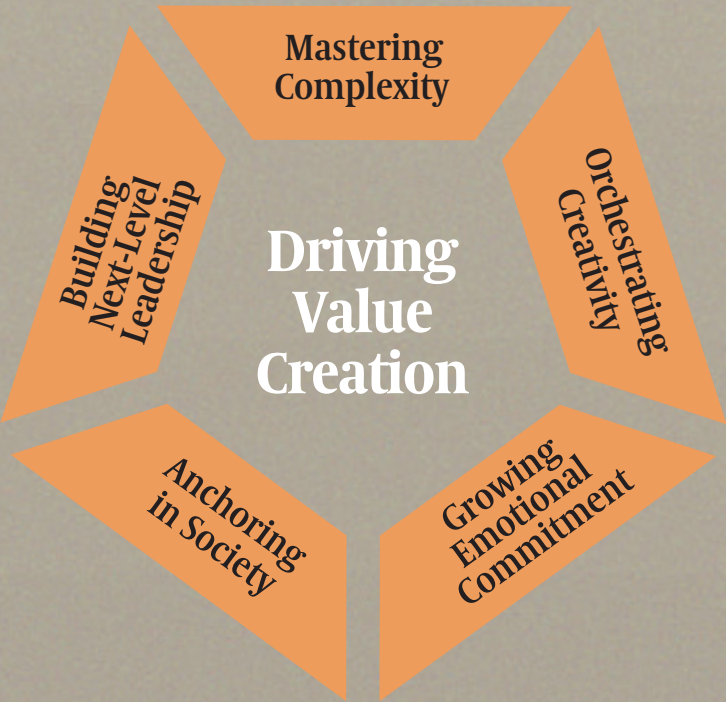 Mastering
Complexity
Orchestrating
Creativity
Growing
Emotional
Commitment
Anchoring
in Society
Building
Next-Level
Leadership
Driving
Value
Creation